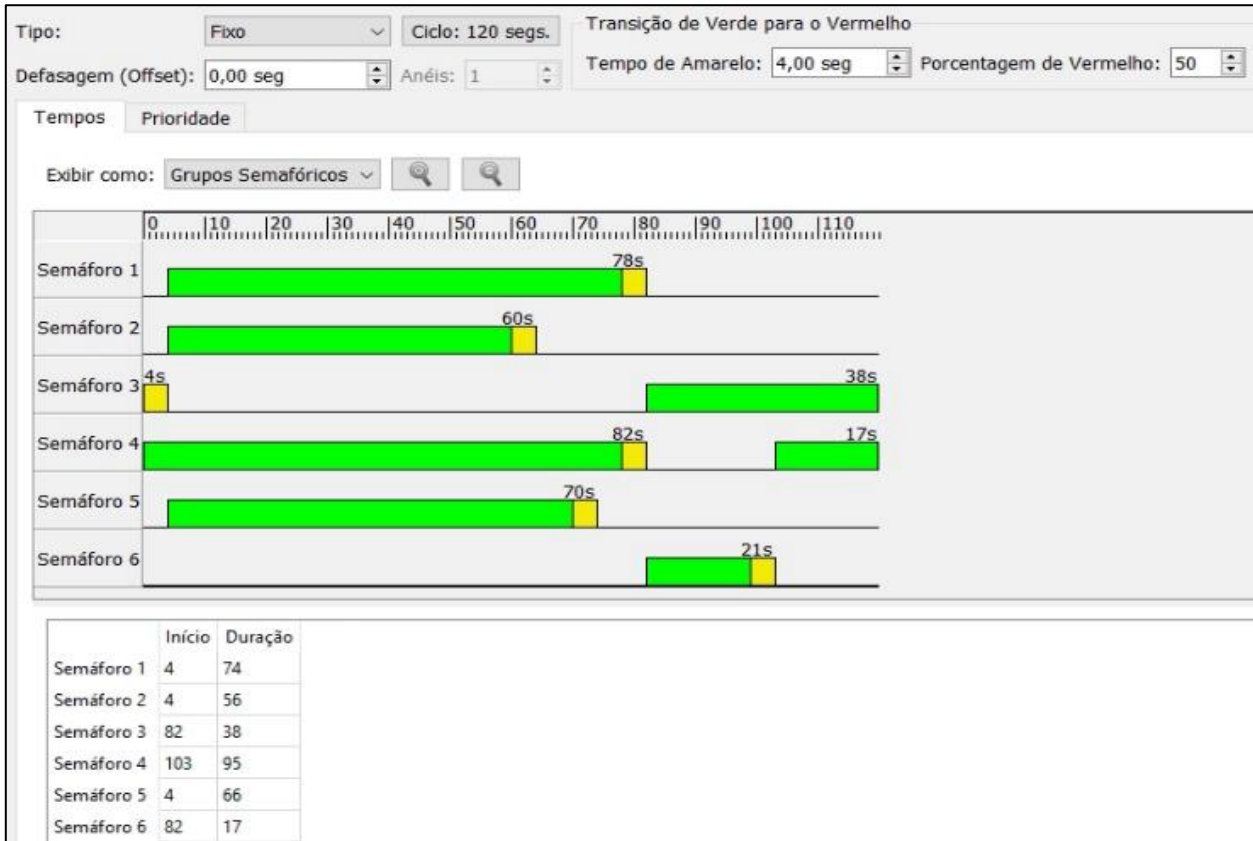 Tipo: Fixo Ciclo: 120 segs. Transição de Verde para o Vermelho
Defasagem (Offset): 0,00 seg Anéis: 1 Tempo de Amarelo: 4,00 seg Porcentagem de Vermelho: 50
Tempos Prioridade
Exibir como: Grupos Semafóricos
0 10 20 30 40 50 60 70 80 90 100 110
Semáforo 1 78s
Semáforo 2 60s
Semáforo 3 4s 38s
Semáforo 4 82s 17s
Semáforo 5 70s
Semáforo 6 21s
Início Duração
Semáforo 1 4 74
Semáforo 2 4 56
Semáforo 3 82 38
Semáforo 4 103 95
Semáforo 5 4 66
Semáforo 6 82 17